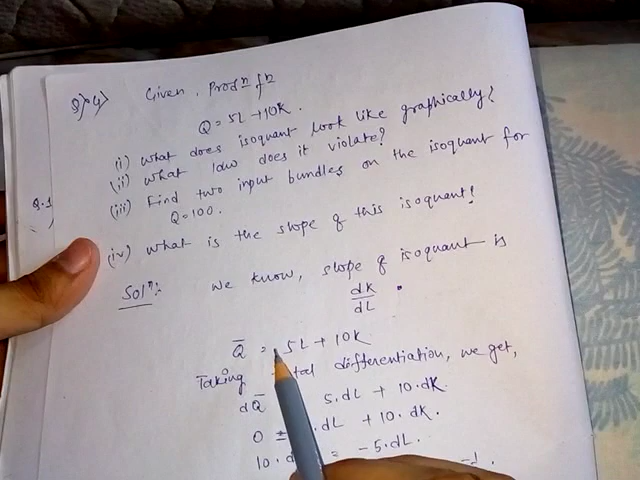 Q.4> Given, Prodⁿ fⁿ
Q = 5L + 10K.
(i) What does isoquant look like graphically?
(ii) What law does it violate?
(iii) Find two input bundles on the isoquant for
Q = 100.
Q.1
(iv) What is the slope of this isoquant?
Solⁿ: We know, slope of isoquant is
dK/dL .
Q̄ = 5L + 10K
Taking total differentiation, we get,
dQ̄ 5.dL + 10.dK.
0 = .dL + 10.dK.
10.d = -5.dL.